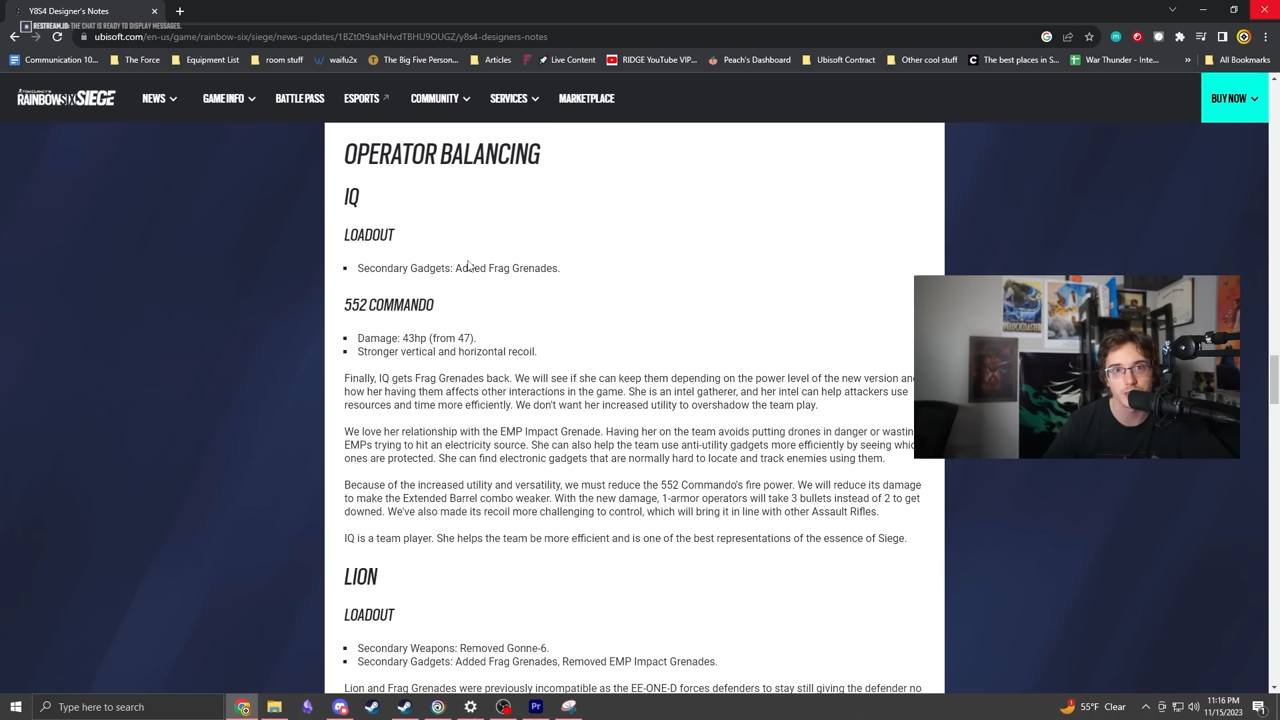 Y8S4 Designer's Notes
RESTREAM.IO: THE CHAT IS READY TO DISPLAY MESSAGES.
ubisoft.com/en-us/game/rainbow-six/siege/news-updates/1BZt0t9asNHvdTBHU9OUGZ/y8s4-designers-notes
Communication 10... The Force Equipment List room stuff waifu2x The Big Five Person... Articles Live Content RIDGE YouTube VIP... Peach's Dashboard Ubisoft Contract Other cool stuff The best places in S... War Thunder - Inte... » All Bookmarks
RAINBOWSIX SIEGE NEWS GAME INFO BATTLE PASS ESPORTS COMMUNITY SERVICES MARKETPLACE BUY NOW
OPERATOR BALANCING
IQ
LOADOUT
Secondary Gadgets: Added Frag Grenades.
552 COMMANDO
Damage: 43hp (from 47).
Stronger vertical and horizontal recoil.
Finally, IQ gets Frag Grenades back. We will see if she can keep them depending on the power level of the new version and
how her having them affects other interactions in the game. She is an intel gatherer, and her intel can help attackers use
resources and time more efficiently. We don't want her increased utility to overshadow the team play.
We love her relationship with the EMP Impact Grenade. Having her on the team avoids putting drones in danger or wastin
EMPs trying to hit an electricity source. She can also help the team use anti-utility gadgets more efficiently by seeing whic
ones are protected. She can find electronic gadgets that are normally hard to locate and track enemies using them.
Because of the increased utility and versatility, we must reduce the 552 Commando's fire power. We will reduce its damage
to make the Extended Barrel combo weaker. With the new damage, 1-armor operators will take 3 bullets instead of 2 to get
downed. We've also made its recoil more challenging to control, which will bring it in line with other Assault Rifles.
IQ is a team player. She helps the team be more efficient and is one of the best representations of the essence of Siege.
LION
LOADOUT
Secondary Weapons: Removed Gonne-6.
Secondary Gadgets: Added Frag Grenades, Removed EMP Impact Grenades.
Lion and Frag Grenades were previously incompatible as the EE-ONE-D forces defenders to stay still giving the defender no
Type here to search
55°F Clear
11:16 PM
11/15/2023